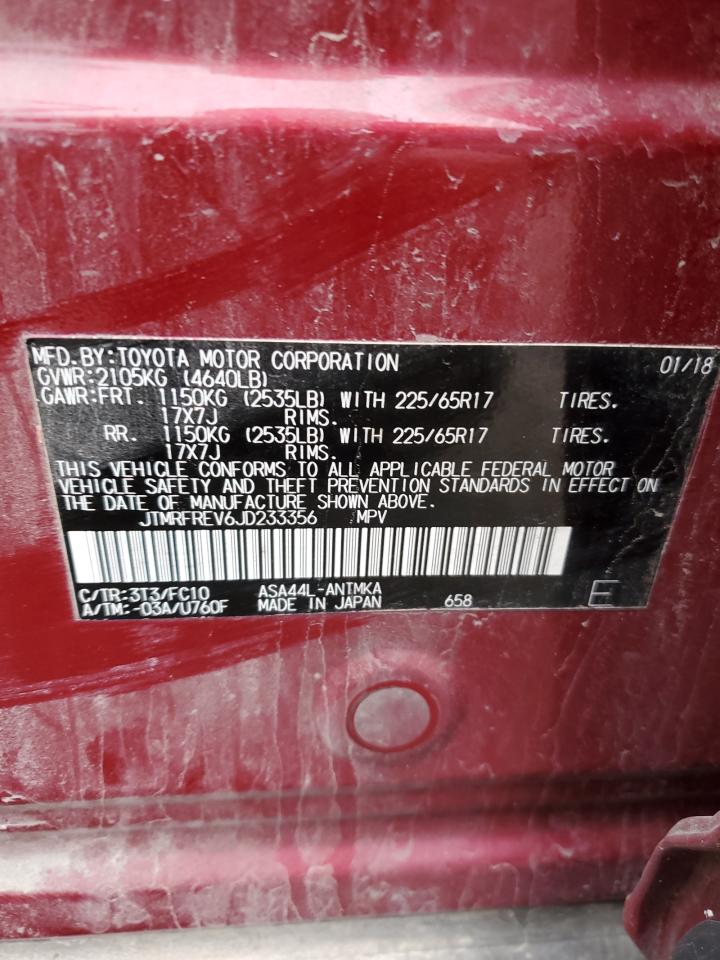 MFD.BY:TOYOTA MOTOR CORPORATION 01/18
GVWR:2105KG (4640LB)
GAWR:FRT. 1150KG (2535LB) WITH 225/65R17 TIRES.
17X7J RIMS.
RR. 1150KG (2535LB) WITH 225/65R17 TIRES.
17X7J RIMS.
THIS VEHICLE CONFORMS TO ALL APPLICABLE FEDERAL MOTOR
VEHICLE SAFETY AND THEFT PREVENTION STANDARDS IN EFFECT ON
THE DATE OF MANUFACTURE SHOWN ABOVE.
JTMRFREV6JD233356 MPV
C/TR:3T3/FC10 ASA44L-ANTMKA
A/TM:-03A/U760F MADE IN JAPAN 658 E